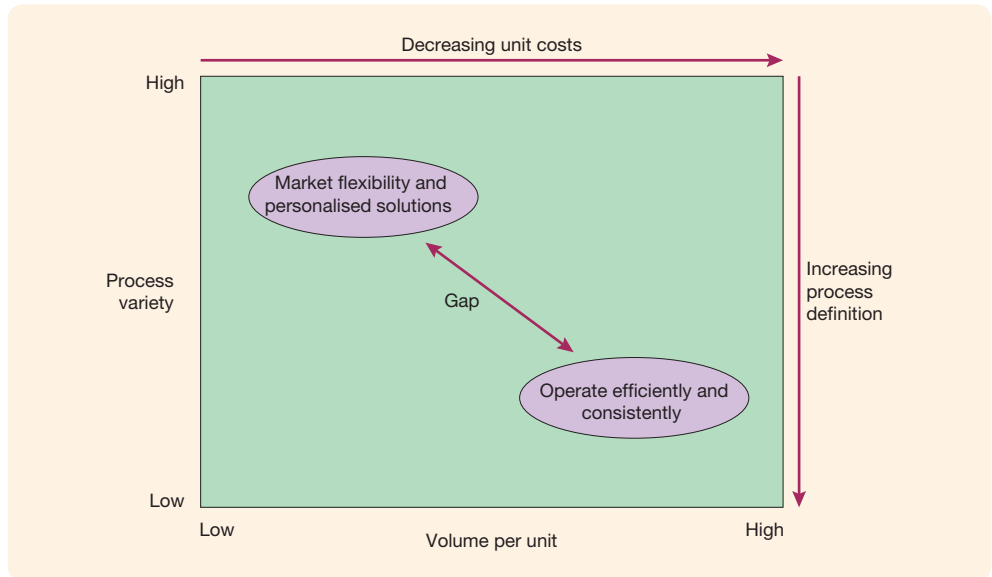 Decreasing unit costs
High
Market flexibility and
personalised solutions
Process
variety
Gap
Increasing
process
definition
Operate efficiently and
consistently
Low
Low
High
Volume per unit